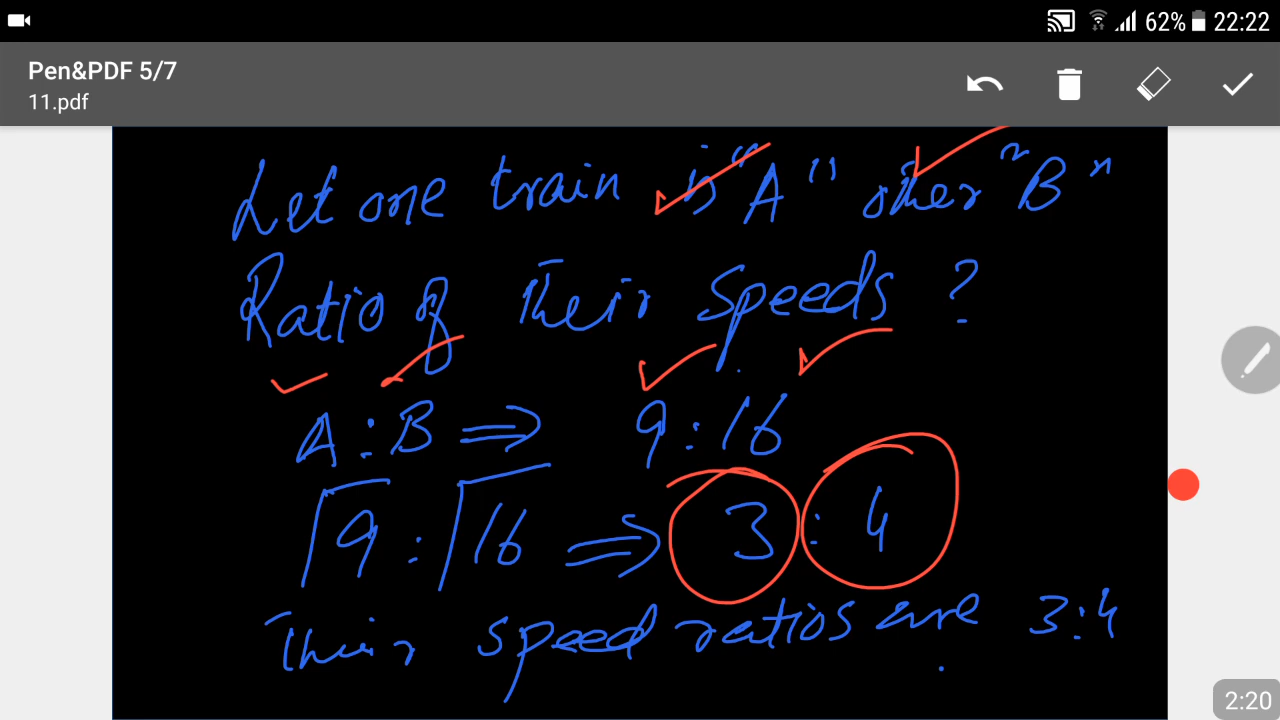 62% 22:22
Pen&PDF 5/7
11.pdf
Let one train is "A" other "B"
Ratio of Their Speeds ?
A : B ⇒ 9 : 16
√9 : √16 ⇒ 3 : 4
Their speed ratios are 3:4
2:20